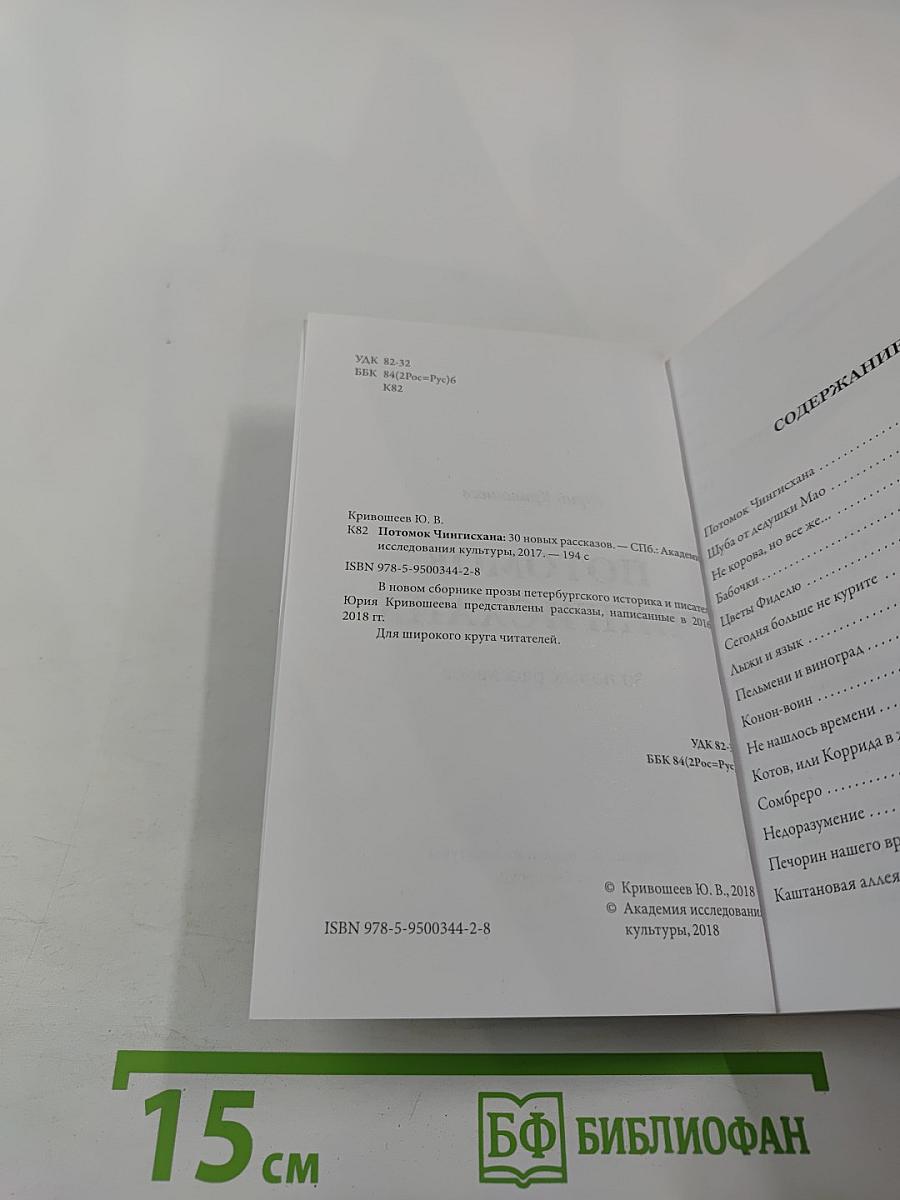 УДК 82-32
ББК 84(2Рос=Рус)6
К82
Кривошеев Ю. В.
К82 Потомок Чингисхана: 30 новых рассказов. — СПб.: Академи
исследования культуры, 2017. — 194 с
ISBN 978-5-9500344-2-8
В новом сборнике прозы петербургского историка и писате
Юрия Кривошеева представлены рассказы, написанные в 2016
2018 гг.
Для широкого круга читателей.
УДК 82-3
ББК 84(2Рос=Рус
© Кривошеев Ю. В., 2018
© Академия исследовани
культуры, 2018
ISBN 978-5-9500344-2-8
СОДЕРЖАНИЕ
Потомок Чингисхана
Шуба от дедушки Мао
Не корова, но все же...
Бабочки
Цветы Фиделю
Сегодня больше не курите
Лыжи и язык
Пельмени и виноград
Конон-воин
Не нашлось времени
Котов, или Коррида в ж
Сомбреро
Недоразумение
Печорин нашего вр
Каштановая аллея
15 см
БФ БИБЛИОФАН